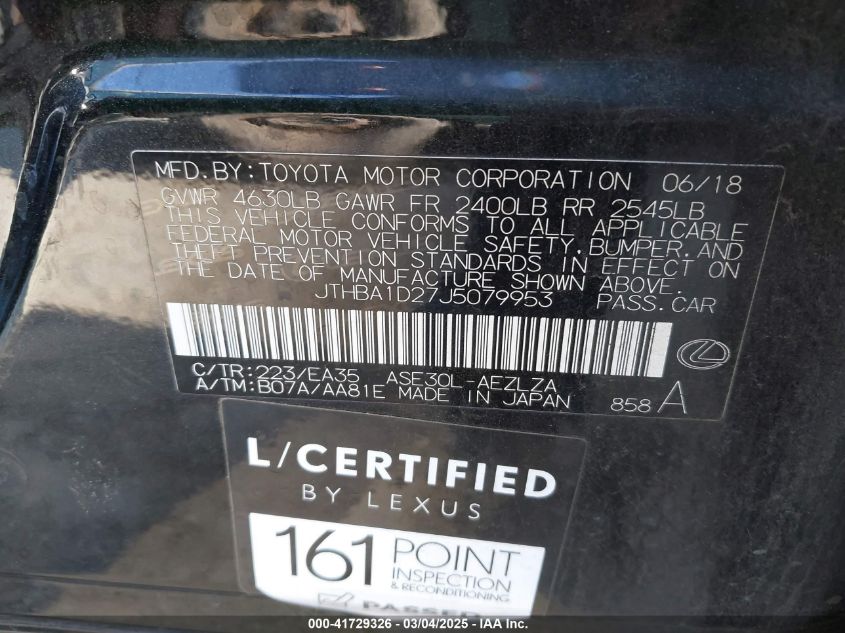 MFD.BY:TOYOTA MOTOR CORPORATION 06/18
GVWR 4630LB GAWR FR 2400LB RR 2545LB
THIS VEHICLE CONFORMS TO ALL APPLICABLE
FEDERAL MOTOR VEHICLE SAFETY, BUMPER, AND
THEFT PREVENTION STANDARDS IN EFFECT ON
THE DATE OF MANUFACTURE SHOWN ABOVE.
JTHBA1D27J5079953 PASS.CAR
C/TR:223/EA35 ASE30L-AEZLZA
A/TM:B07A/AA81E MADE IN JAPAN 858 A
L/CERTIFIED
BY LEXUS
161 POINT
INSPECTION
& RECONDITIONING
PASSED
000-41729326 - 03/04/2025 - IAA Inc.